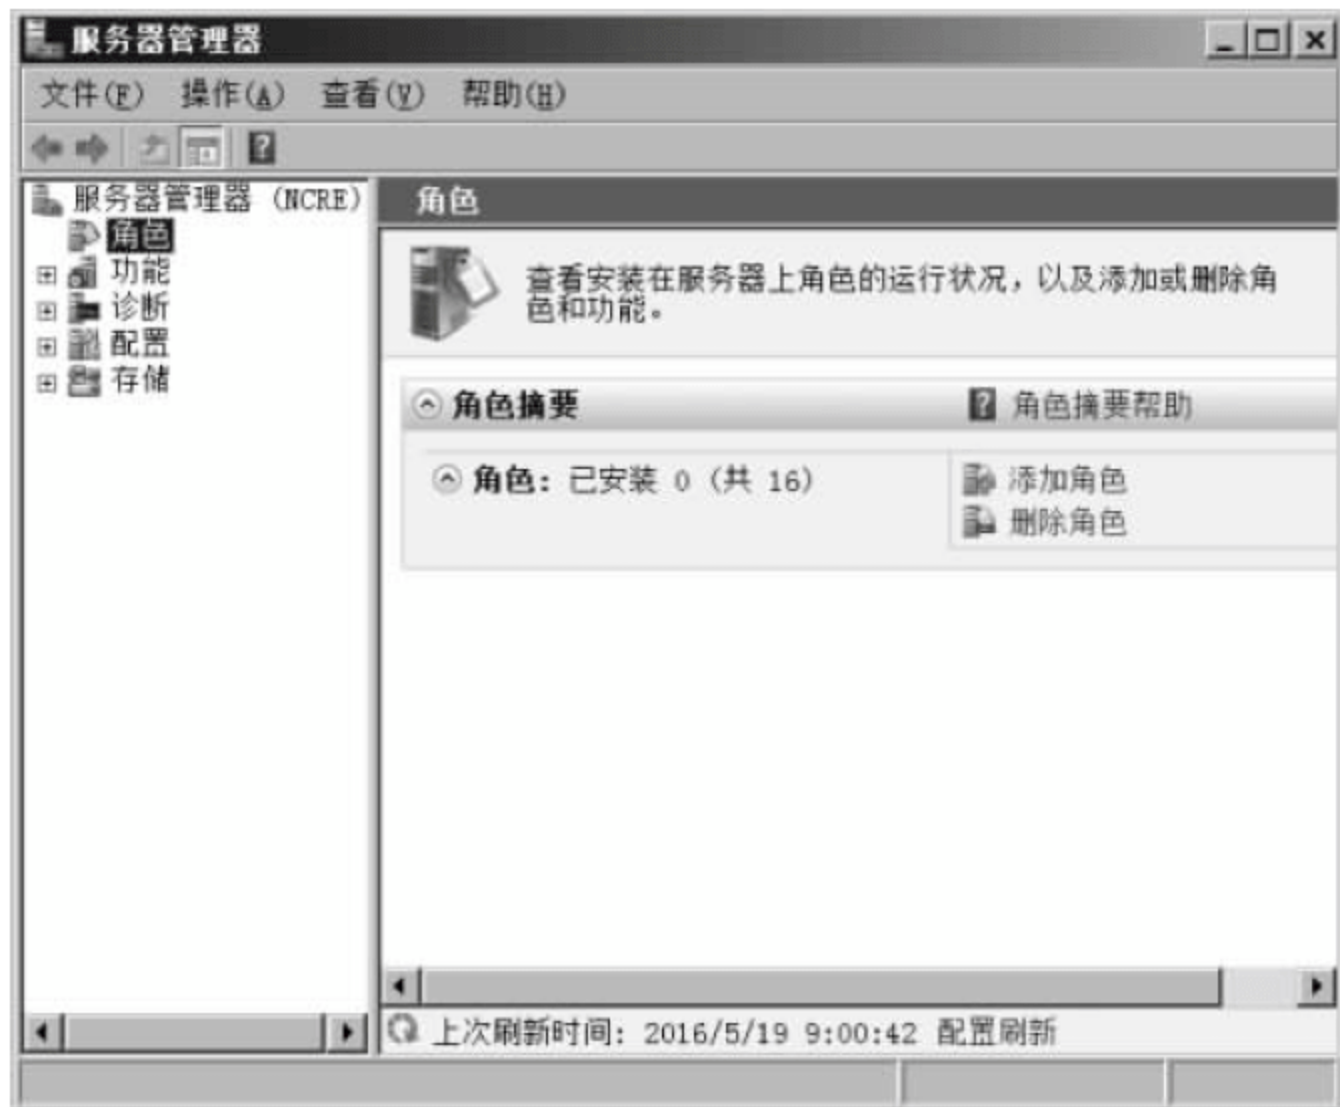 服务器管理器
文件(F) 操作(A) 查看(V) 帮助(H)
服务器管理器 (NCRE)
角色
功能
诊断
配置
存储
角色
查看安装在服务器上角色的运行状况，以及添加或删除角
色和功能。
角色摘要
角色摘要帮助
角色: 已安装 0 (共 16)
添加角色
删除角色
上次刷新时间: 2016/5/19 9:00:42 配置刷新